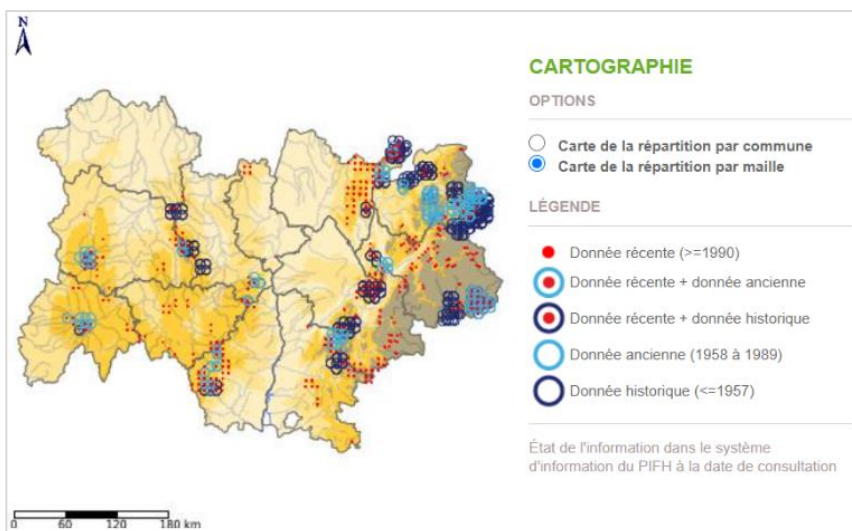 N
CARTOGRAPHIE
OPTIONS
Carte de la répartition par commune
Carte de la répartition par maille
LÉGENDE
Donnée récente (>=1990)
Donnée récente + donnée ancienne
Donnée récente + donnée historique
Donnée ancienne (1958 à 1989)
Donnée historique (<=1957)
État de l'information dans le système
d'information du PIFH à la date de consultation
0 60 120 180 km